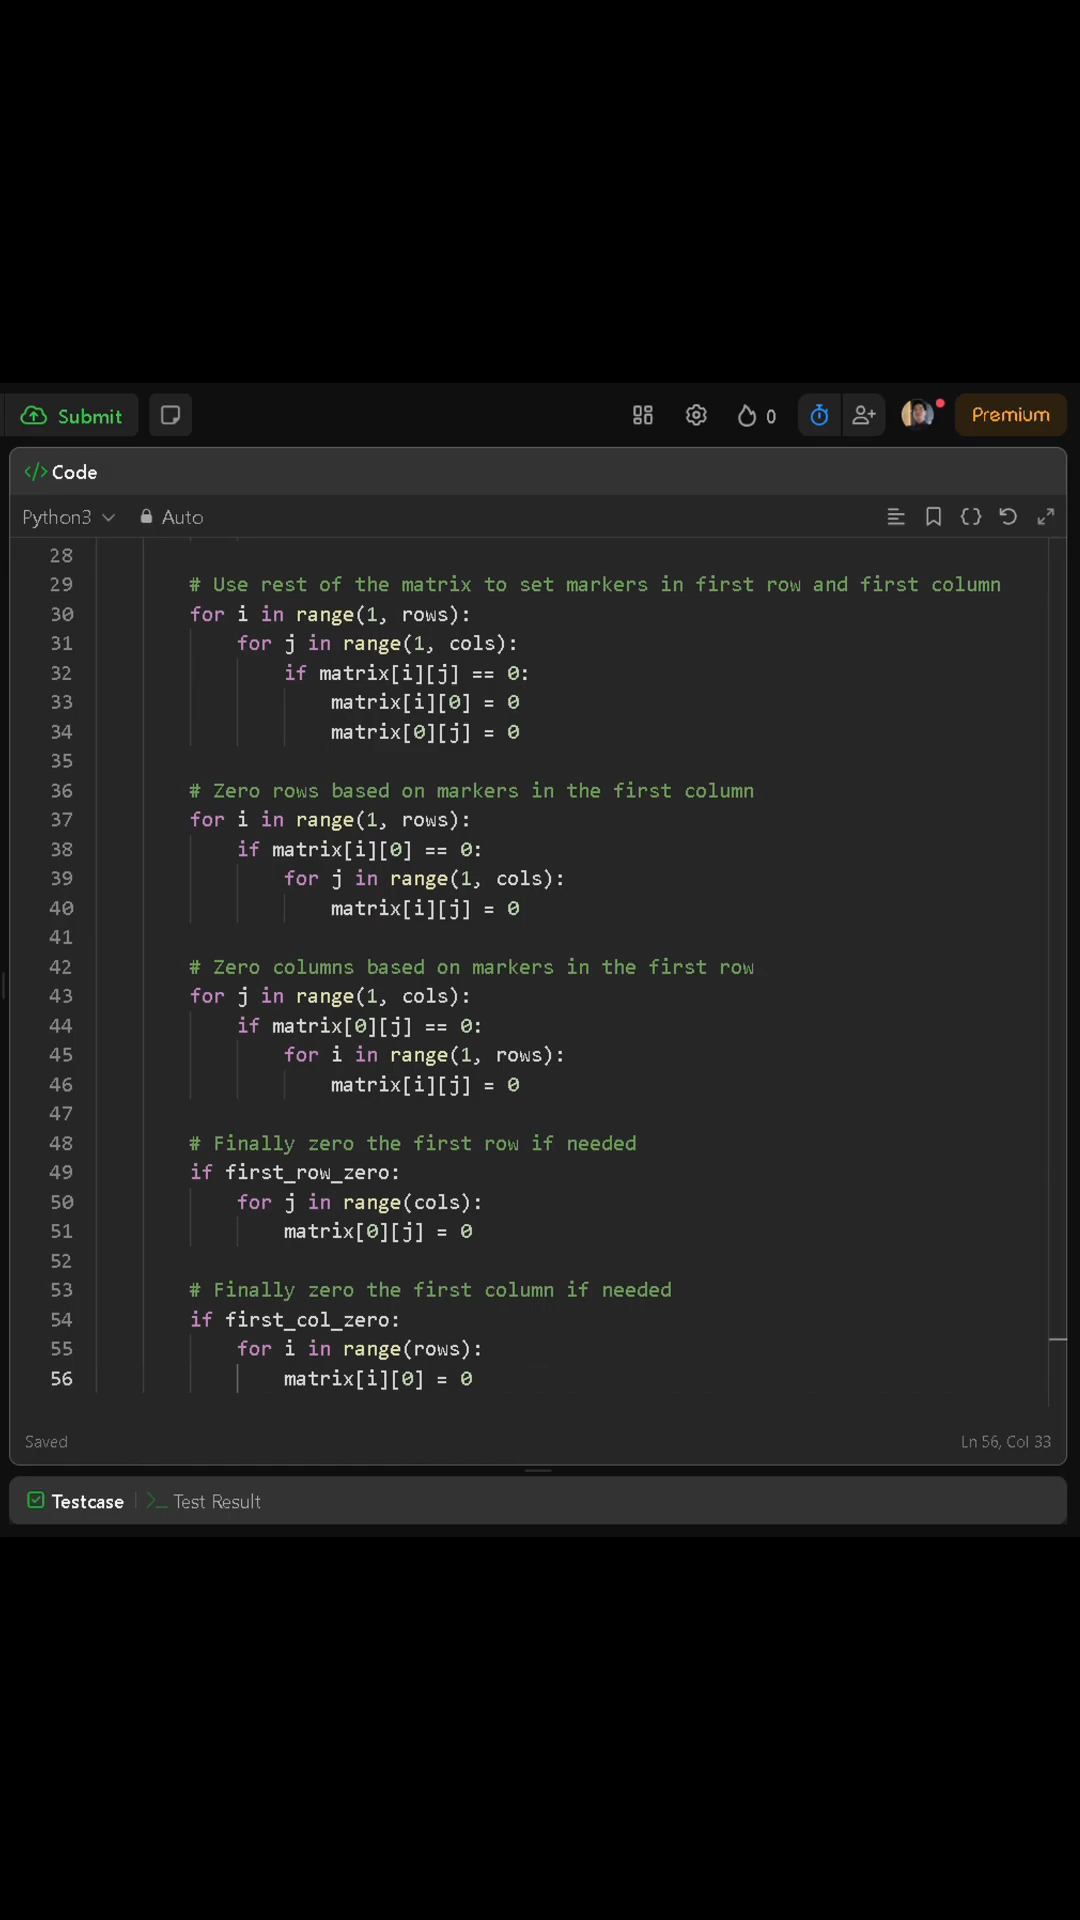 Submit 0 Premium
</> Code
Python3 Auto
28
29 # Use rest of the matrix to set markers in first row and first column
30 for i in range(1, rows):
31 for j in range(1, cols):
32 if matrix[i][j] == 0:
33 matrix[i][0] = 0
34 matrix[0][j] = 0
35
36 # Zero rows based on markers in the first column
37 for i in range(1, rows):
38 if matrix[i][0] == 0:
39 for j in range(1, cols):
40 matrix[i][j] = 0
41
42 # Zero columns based on markers in the first row
43 for j in range(1, cols):
44 if matrix[0][j] == 0:
45 for i in range(1, rows):
46 matrix[i][j] = 0
47
48 # Finally zero the first row if needed
49 if first_row_zero:
50 for j in range(cols):
51 matrix[0][j] = 0
52
53 # Finally zero the first column if needed
54 if first_col_zero:
55 for i in range(rows):
56 matrix[i][0] = 0
Saved Ln 56, Col 33
Testcase >_ Test Result